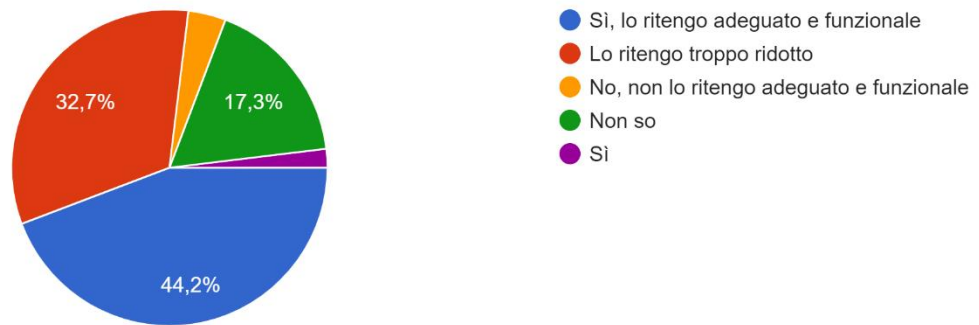 32,7%
17,3%
44,2%
Sì, lo ritengo adeguato e funzionale
Lo ritengo troppo ridotto
No, non lo ritengo adeguato e funzionale
Non so
Sì